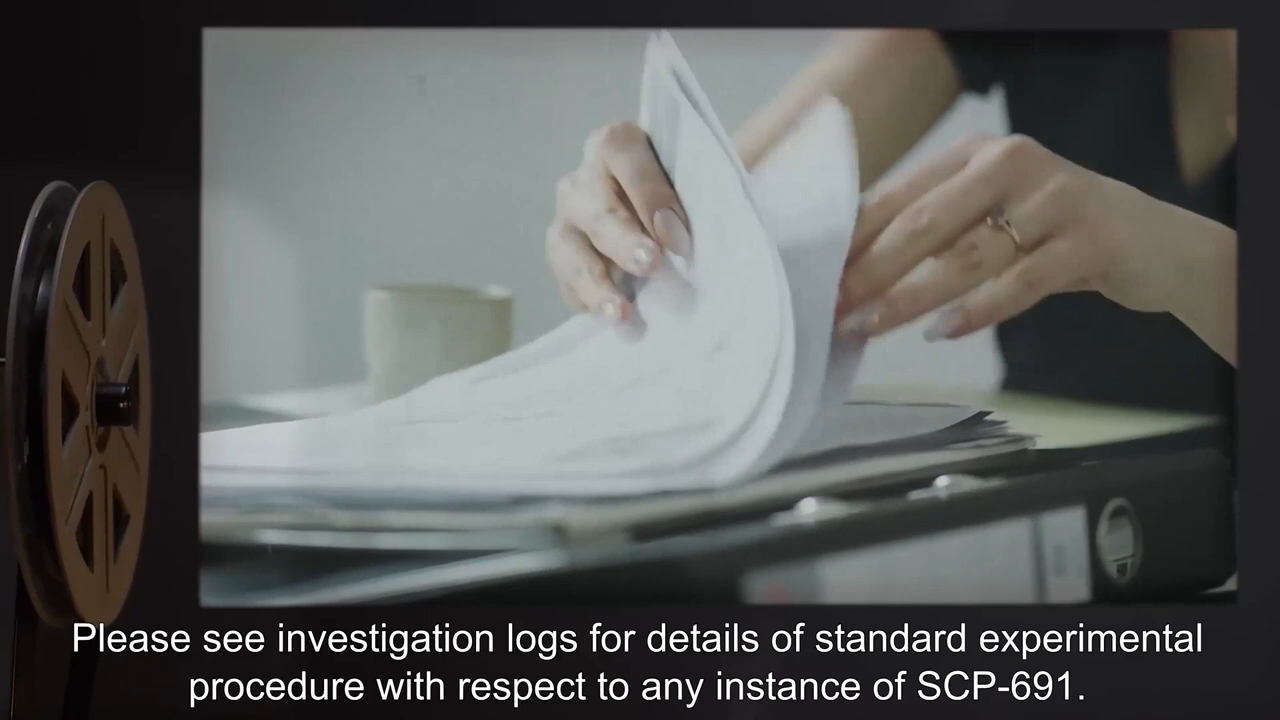 Please see investigation logs for details of standard experimental
procedure with respect to any instance of SCP-691.